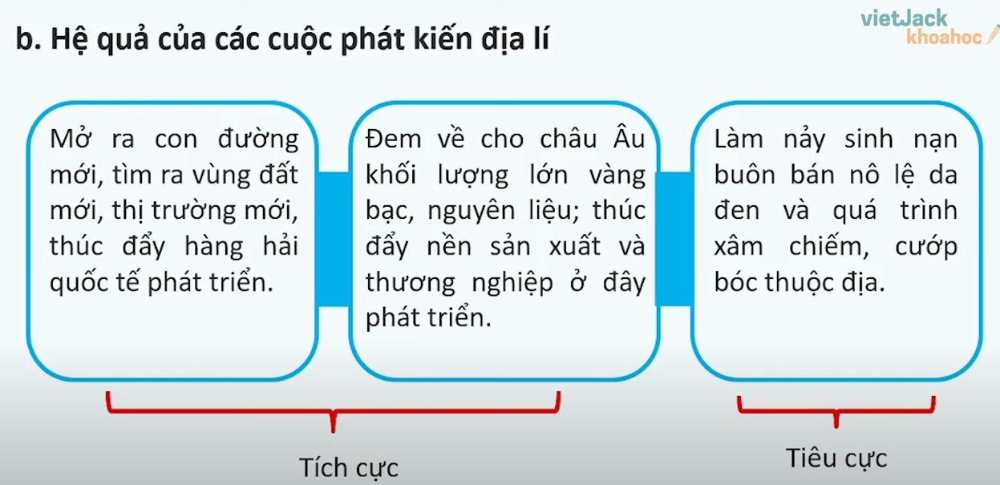 vietJack
khoahoc
b. Hệ quả của các cuộc phát kiến địa lí
Mở ra con đường
mới, tìm ra vùng đất
mới, thị trường mới,
thúc đẩy hàng hải
quốc tế phát triển.
Đem về cho châu Âu
khối lượng lớn vàng
bạc, nguyên liệu; thúc
đẩy nền sản xuất và
thương nghiệp ở đây
phát triển.
Làm nảy sinh nạn
buôn bán nô lệ da
đen và quá trình
xâm chiếm, cướp
bóc thuộc địa.
Tích cực
Tiêu cực